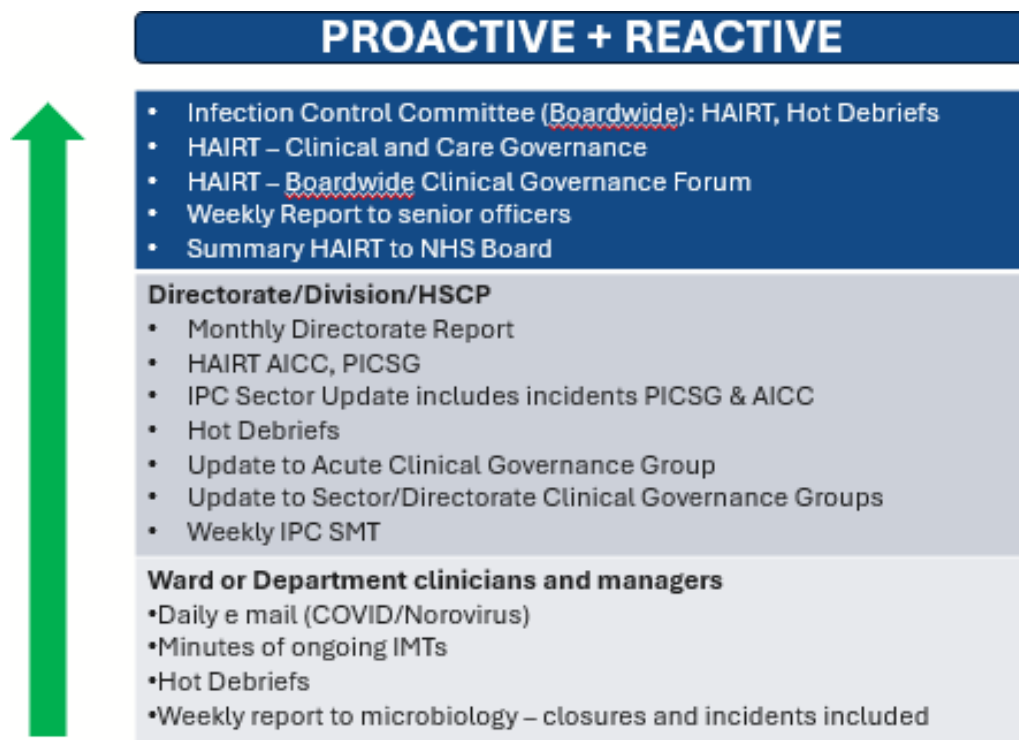 PROACTIVE + REACTIVE
• Infection Control Committee (Boardwide): HAIRT, Hot Debriefs
• HAIRT – Clinical and Care Governance
• HAIRT – Boardwide Clinical Governance Forum
• Weekly Report to senior officers
• Summary HAIRT to NHS Board
Directorate/Division/HSCP
• Monthly Directorate Report
• HAIRT AICC, PICSG
• IPC Sector Update includes incidents PICSG & AICC
• Hot Debriefs
• Update to Acute Clinical Governance Group
• Update to Sector/Directorate Clinical Governance Groups
• Weekly IPC SMT
Ward or Department clinicians and managers
•Daily e mail (COVID/Norovirus)
•Minutes of ongoing IMTs
•Hot Debriefs
•Weekly report to microbiology – closures and incidents included